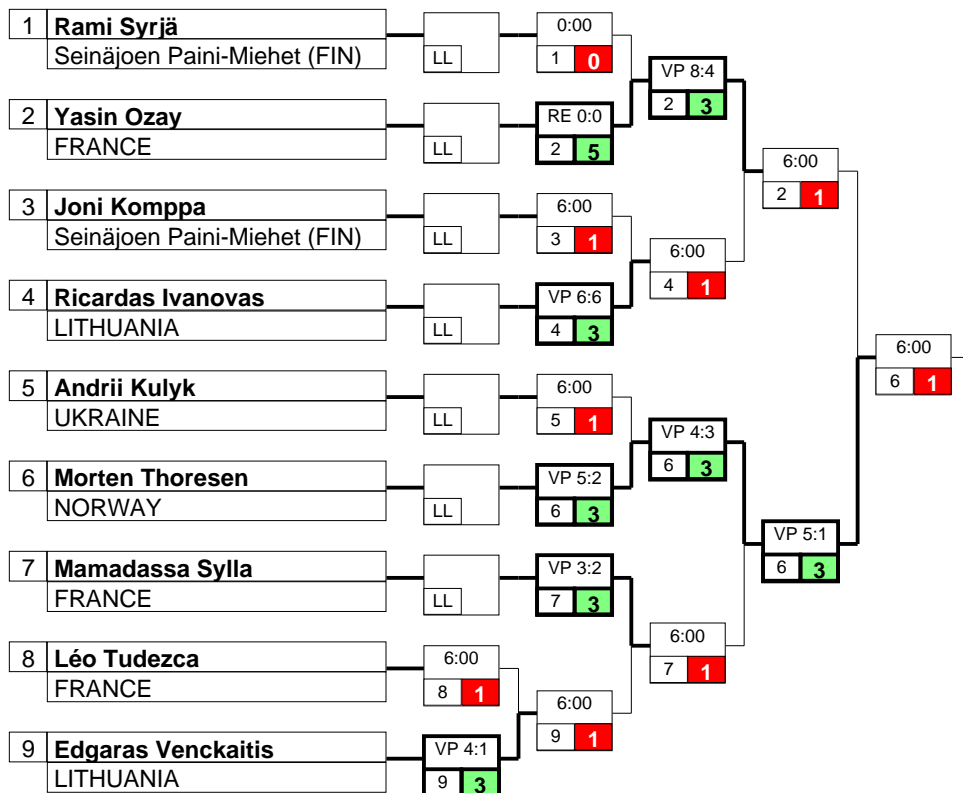 1 Rami Syrjä
Seinäjoen Paini-Miehet (FIN)
LL
0:00
1 0
2 Yasin Ozay
FRANCE
LL
RE 0:0
2 5
VP 8:4
2 3
3 Joni Komppa
Seinäjoen Paini-Miehet (FIN)
LL
6:00
3 1
6:00
2 1
4 Ricardas Ivanovas
LITHUANIA
LL
VP 6:6
4 3
6:00
4 1
5 Andrii Kulyk
UKRAINE
LL
6:00
5 1
6:00
6 1
6 Morten Thoresen
NORWAY
LL
VP 5:2
6 3
VP 4:3
6 3
7 Mamadassa Sylla
FRANCE
LL
VP 3:2
7 3
VP 5:1
6 3
8 Léo Tudezca
FRANCE
6:00
8 1
6:00
7 1
9 Edgaras Venckaitis
LITHUANIA
VP 4:1
9 3
6:00
9 1